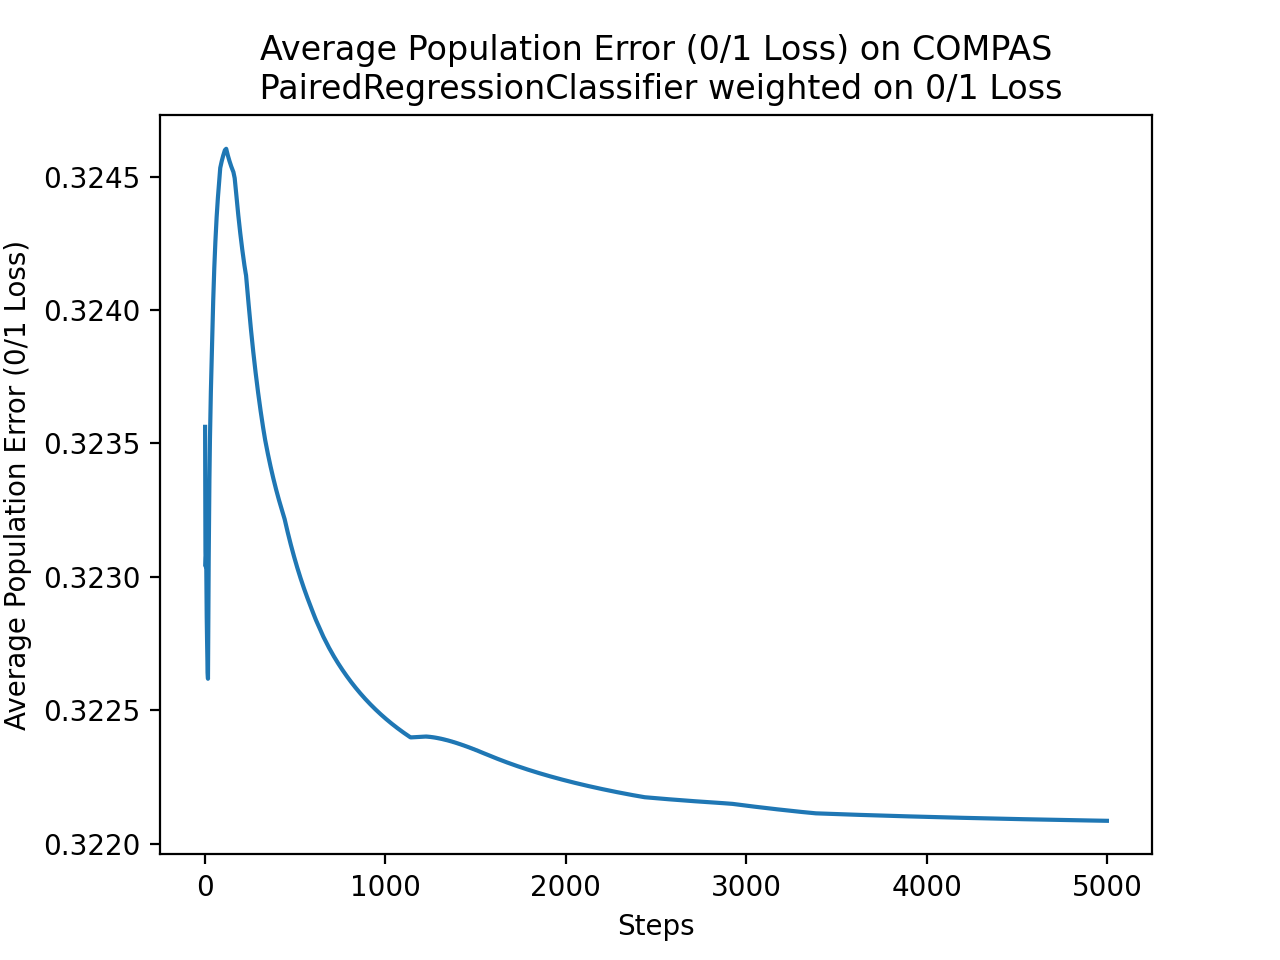 Average Population Error (0/1 Loss) on COMPAS
PairedRegressionClassifier weighted on 0/1 Loss
Average Population Error (0/1 Loss)
0.3245
0.3240
0.3235
0.3230
0.3225
0.3220
0 1000 2000 3000 4000 5000
Steps